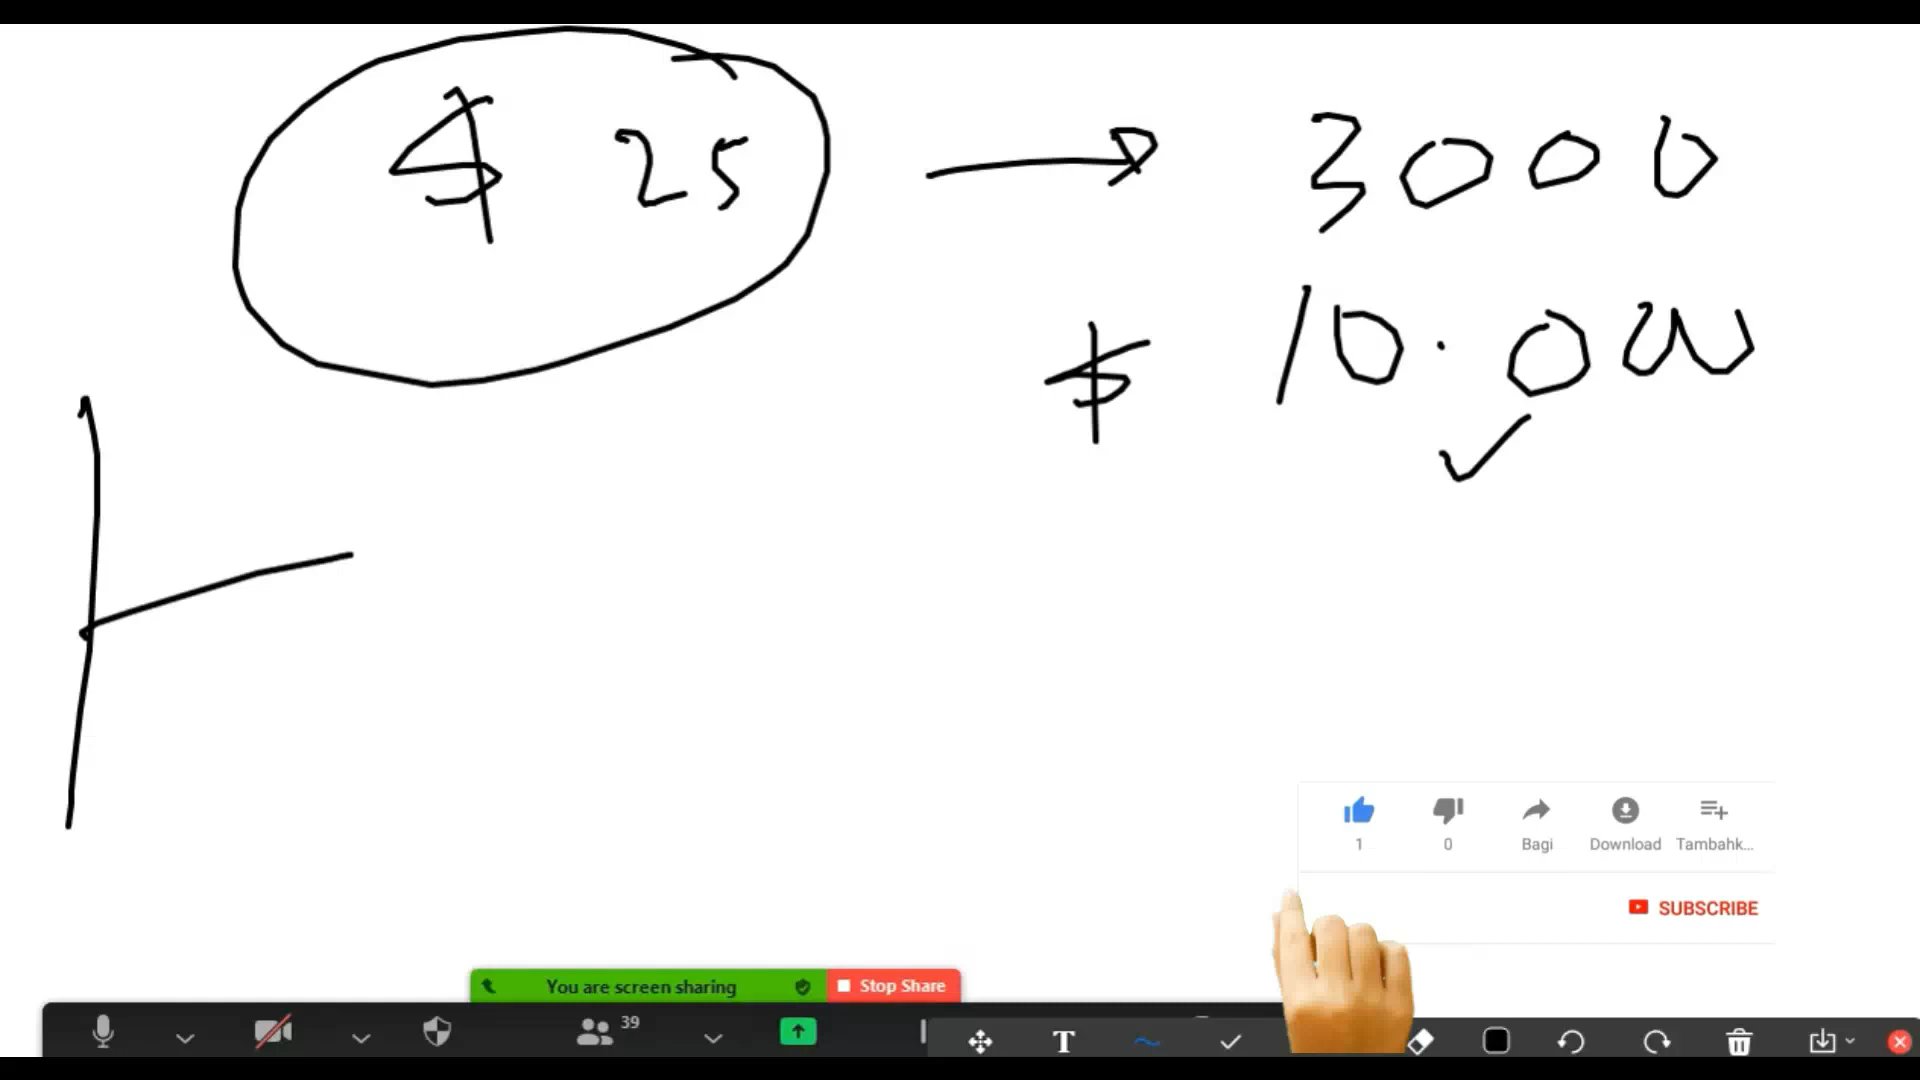 $ 25 → 3000
$ 10.000
1 0 Bagi Download Tambahk...
SUBSCRIBE
You are screen sharing Stop Share
39
T